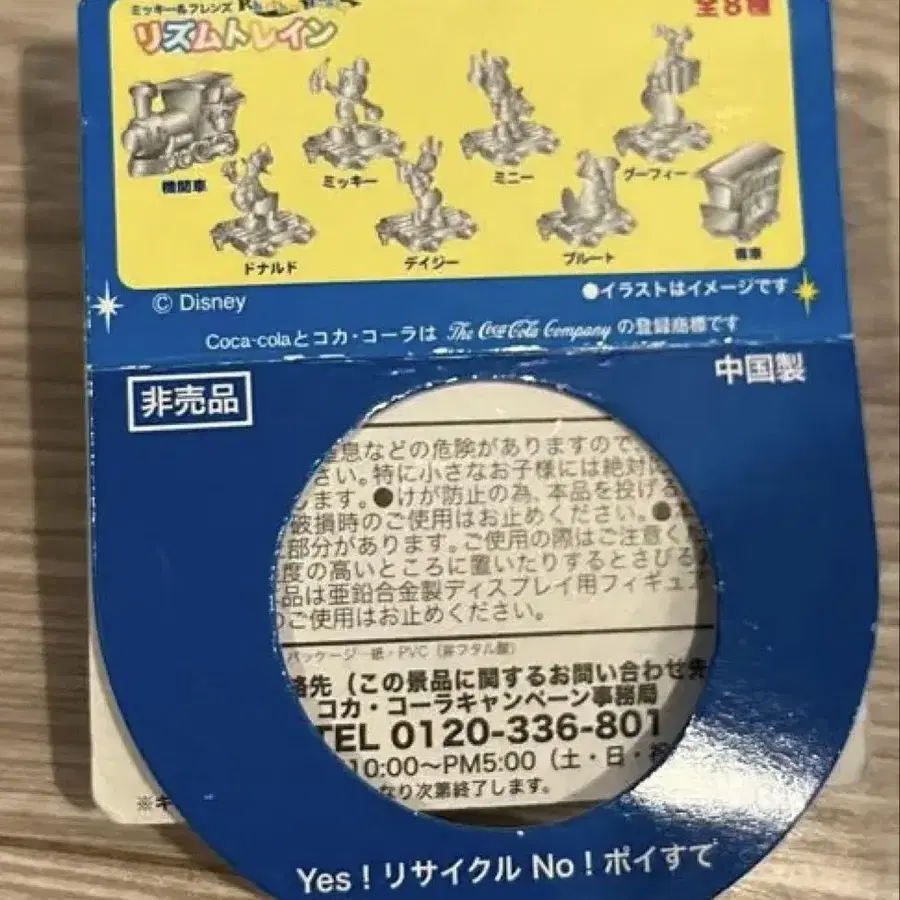 ミッキー&フレンズ
リズムトレイン
全8種
機関車
ミッキー
ミニー
グーフィー
ドナルド
デイジー
プルート
客車
© Disney
●イラストはイメージです
Coca-colaとコカ・コーラは The Coca-Cola Company の登録商標です
非売品
中国製
息などの危険がありますので
さい。特に小さなお子様には絶対
します。●けが防止の為、本品を投げる
破損時のご使用はお止めください。●
部分があります。ご使用の際はご注意くだ
度の高いところに置いたりするとさびる
品は亜鉛合金製ディスプレイ用フィギュ
ご使用はお止めください。
パッケージ―紙・PVC(非フタル酸)
絡先(この景品に関するお問い合わせ先
コカ・コーラキャンペーン事務局
TEL 0120-336-801
10:00〜PM5:00(土・日・祝
なり次第終了します。
※キ
Yes!リサイクル No!ポイすて